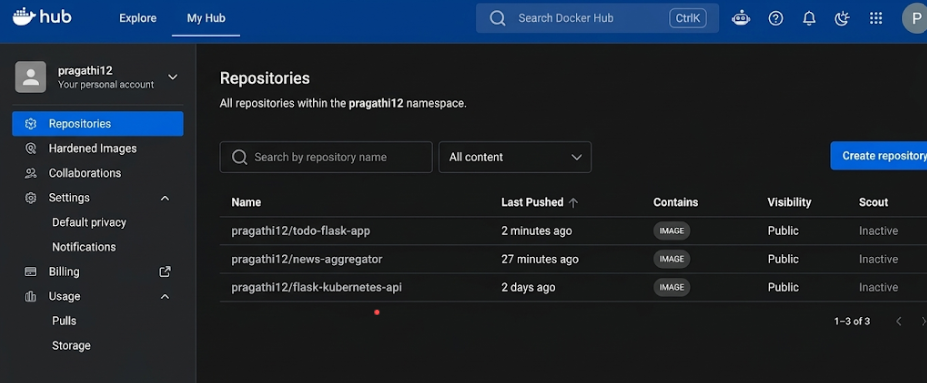 hub Explore My Hub Search Docker Hub CtrlK P
pragathi12
Your personal account
Repositories
Hardened Images
Collaborations
Settings
Default privacy
Notifications
Billing
Usage
Pulls
Storage
Repositories
All repositories within the pragathi12 namespace.
Search by repository name All content Create repository
Name Last Pushed Contains Visibility Scout
pragathi12/todo-flask-app 2 minutes ago IMAGE Public Inactive
pragathi12/news-aggregator 27 minutes ago IMAGE Public Inactive
pragathi12/flask-kubernetes-api 2 days ago IMAGE Public Inactive
1–3 of 3